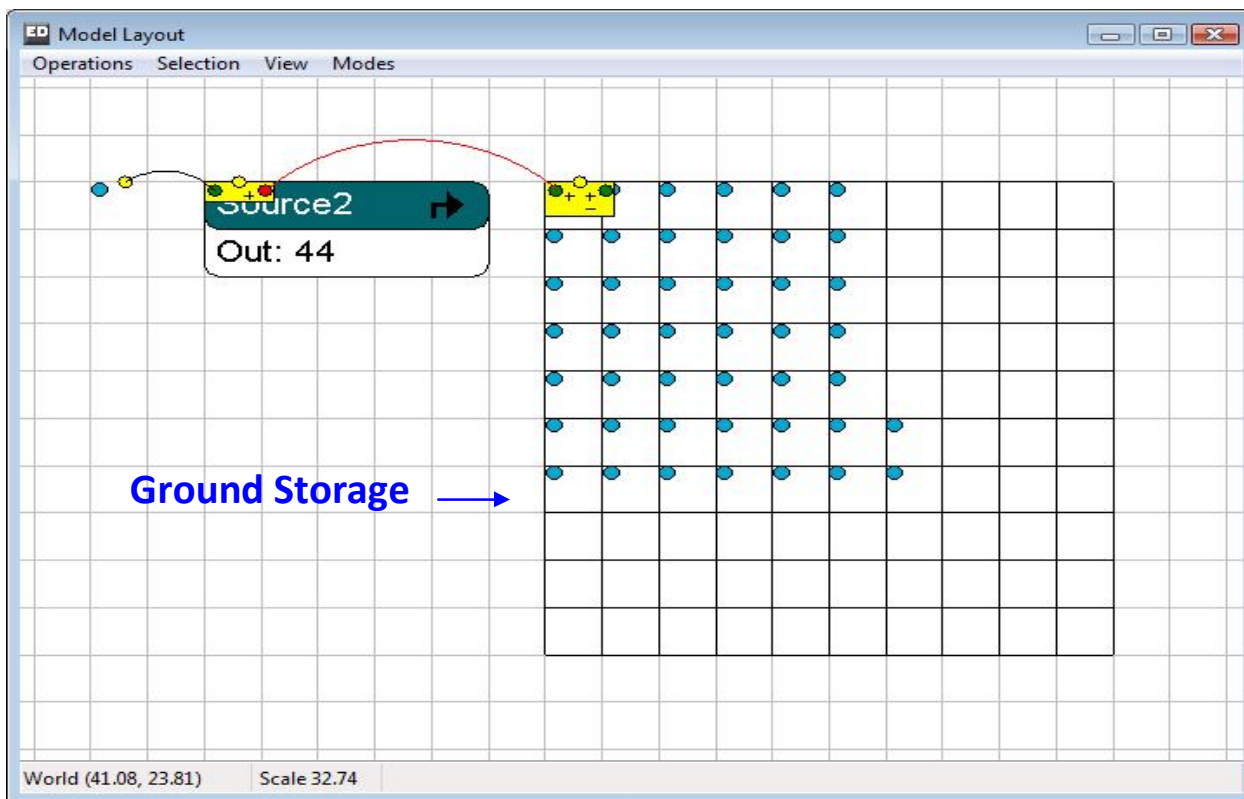 ED Model Layout
Operations Selection View Modes
Source2
Out: 44
Ground Storage
World (41.08, 23.81) Scale 32.74